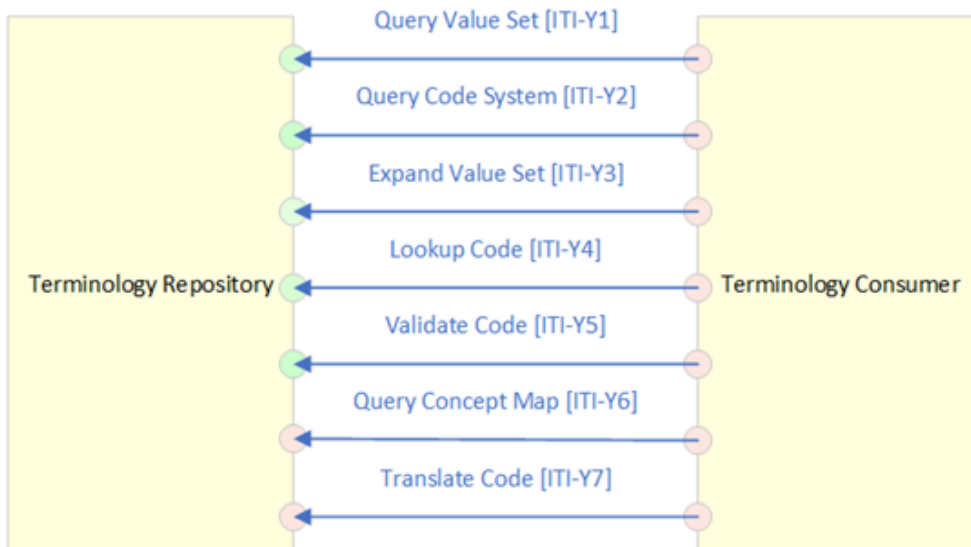 Query Value Set [ITI-Y1]
Query Code System [ITI-Y2]
Expand Value Set [ITI-Y3]
Lookup Code [ITI-Y4]
Terminology Repository
Terminology Consumer
Validate Code [ITI-Y5]
Query Concept Map [ITI-Y6]
Translate Code [ITI-Y7]